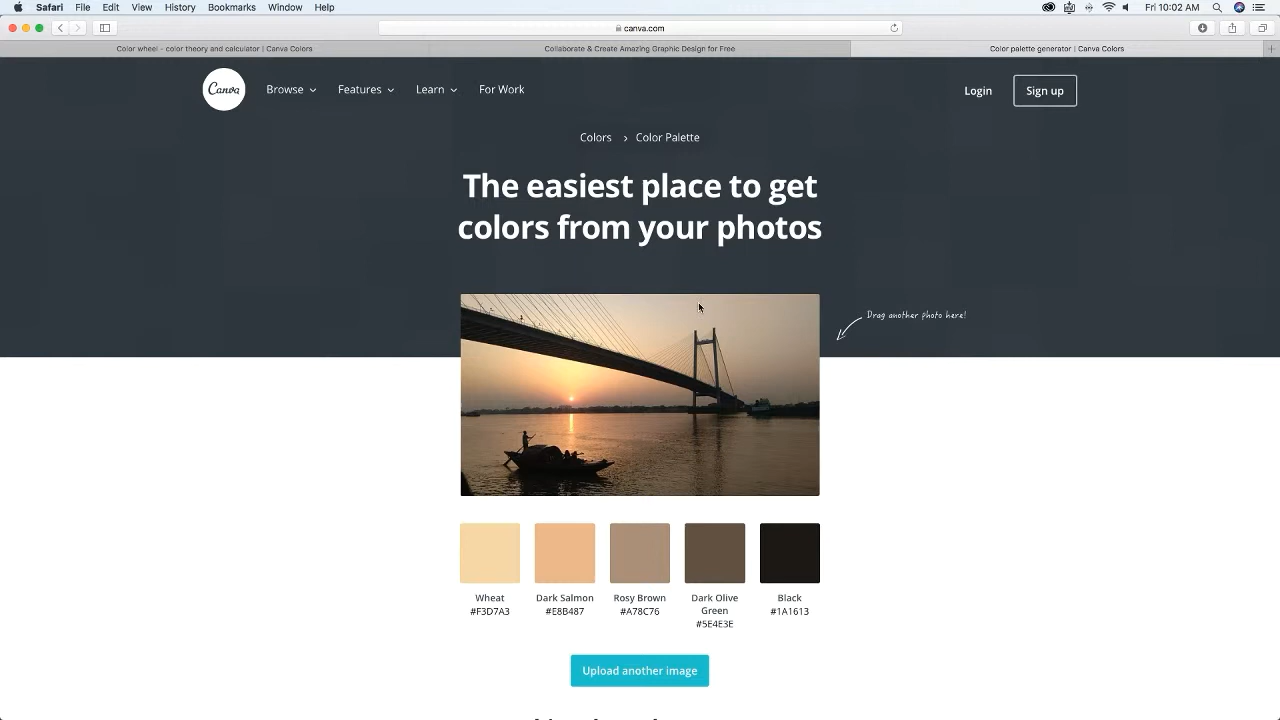 Safari File Edit View History Bookmarks Window Help Fri 10:02 AM
canva.com
Color wheel - color theory and calculator | Canva Colors Collaborate & Create Amazing Graphic Design for Free Color palette generator | Canva Colors
Canva Browse Features Learn For Work Login Sign up
Colors > Color Palette
The easiest place to get
colors from your photos
Drag another photo here!
Wheat Dark Salmon Rosy Brown Dark Olive Black
#F3D7A3 #E8B487 #A78C76 Green #1A1613
#5E4E3E
Upload another image